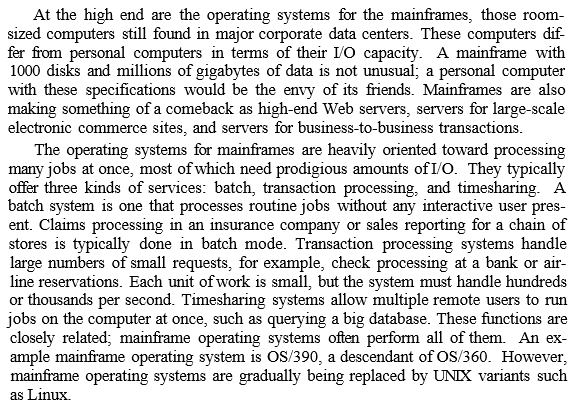 At the high end are the operating systems for the mainframes, those room-
sized computers still found in major corporate data centers. These computers dif-
fer from personal computers in terms of their I/O capacity. A mainframe with
1000 disks and millions of gigabytes of data is not unusual; a personal computer
with these specifications would be the envy of its friends. Mainframes are also
making something of a comeback as high-end Web servers, servers for large-scale
electronic commerce sites, and servers for business-to-business transactions.
The operating systems for mainframes are heavily oriented toward processing
many jobs at once, most of which need prodigious amounts of I/O. They typically
offer three kinds of services: batch, transaction processing, and timesharing. A
batch system is one that processes routine jobs without any interactive user pres-
ent. Claims processing in an insurance company or sales reporting for a chain of
stores is typically done in batch mode. Transaction processing systems handle
large numbers of small requests, for example, check processing at a bank or air-
line reservations. Each unit of work is small, but the system must handle hundreds
or thousands per second. Timesharing systems allow multiple remote users to run
jobs on the computer at once, such as querying a big database. These functions are
closely related; mainframe operating systems often perform all of them. An ex-
ample mainframe operating system is OS/390, a descendant of OS/360. However,
mainframe operating systems are gradually being replaced by UNIX variants such
as Linux.